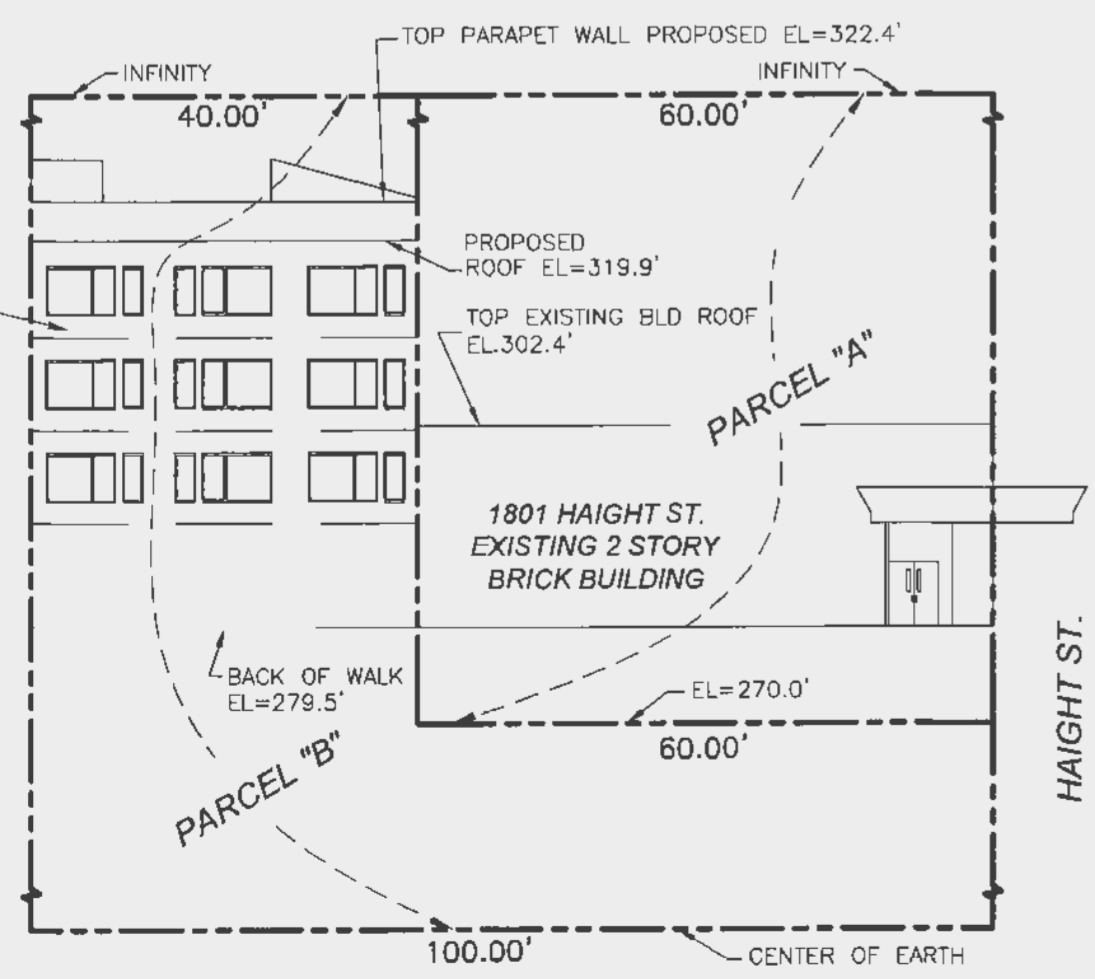 TOP PARAPET WALL PROPOSED EL=322.4'
INFINITY
INFINITY
40.00'
60.00'
PROPOSED
ROOF EL=319.9'
TOP EXISTING BLD ROOF
EL.302.4'
PARCEL "A"
1801 HAIGHT ST.
EXISTING 2 STORY
BRICK BUILDING
BACK OF WALK
EL=279.5'
EL=270.0'
60.00'
HAIGHT ST.
PARCEL "B"
100.00'
CENTER OF EARTH